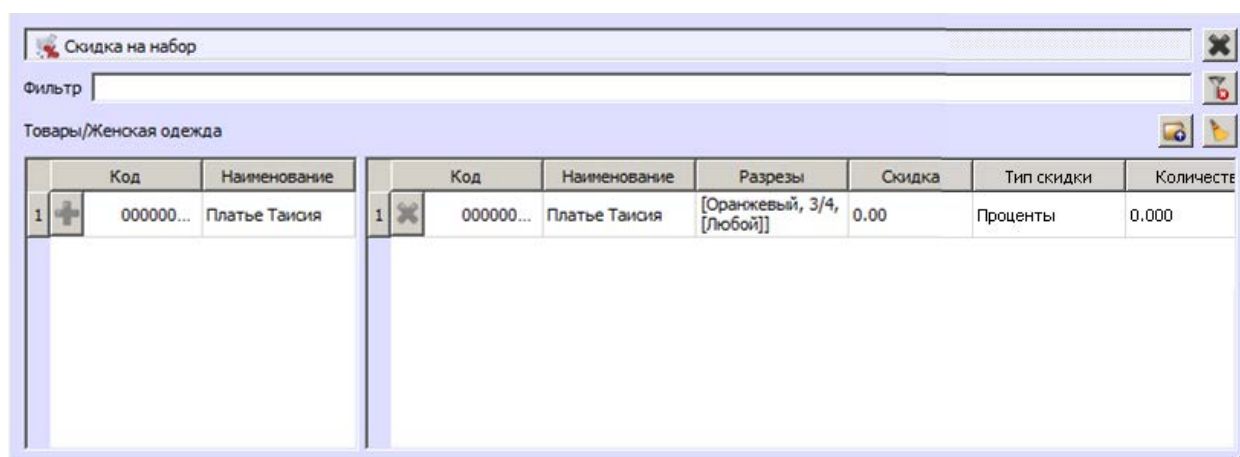 Скидка на набор
Фильтр
Товары/Женская одежда
Код Наименование Код Наименование Разрезы Скидка Тип скидки Количеств
1 000000... Платье Таисия 1 000000... Платье Таисия [Оранжевый, 3/4, 0.00 Проценты 0.000
[Любой]]